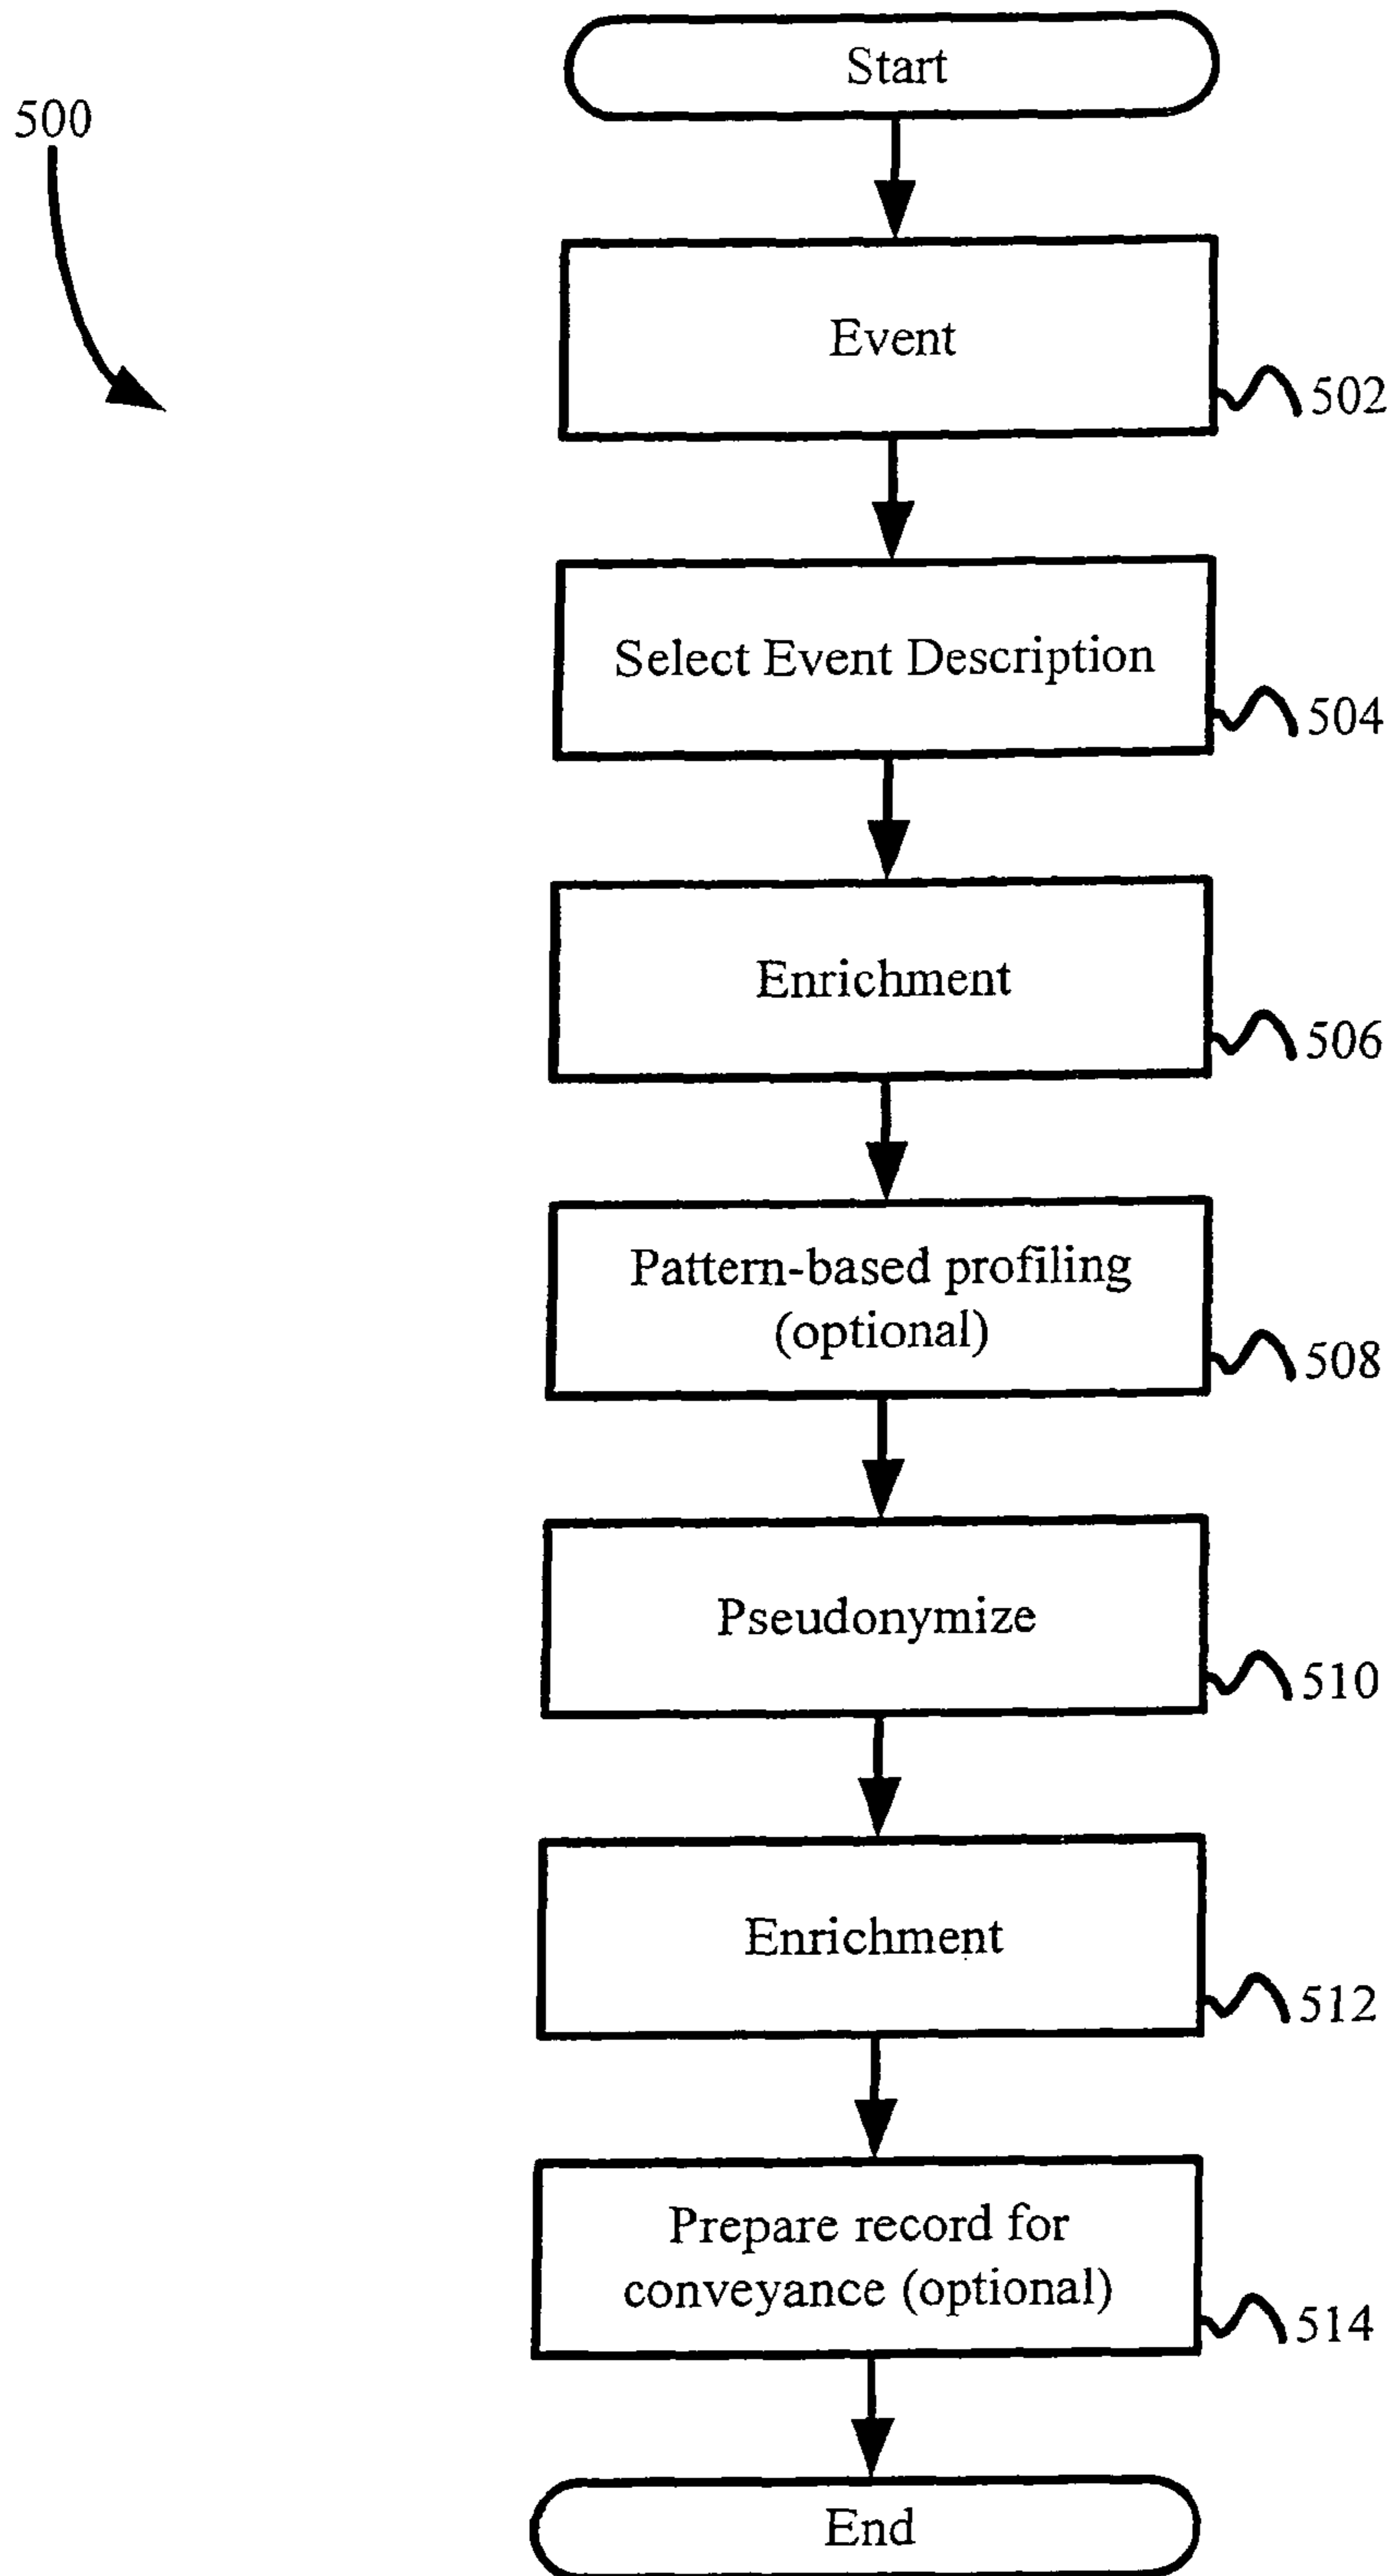 Start
500
Event
502
Select Event Description
504
Enrichment
506
Pattern-based profiling
(optional)
508
Pseudonymize
510
Enrichment
512
Prepare record for
conveyance (optional)
514
End